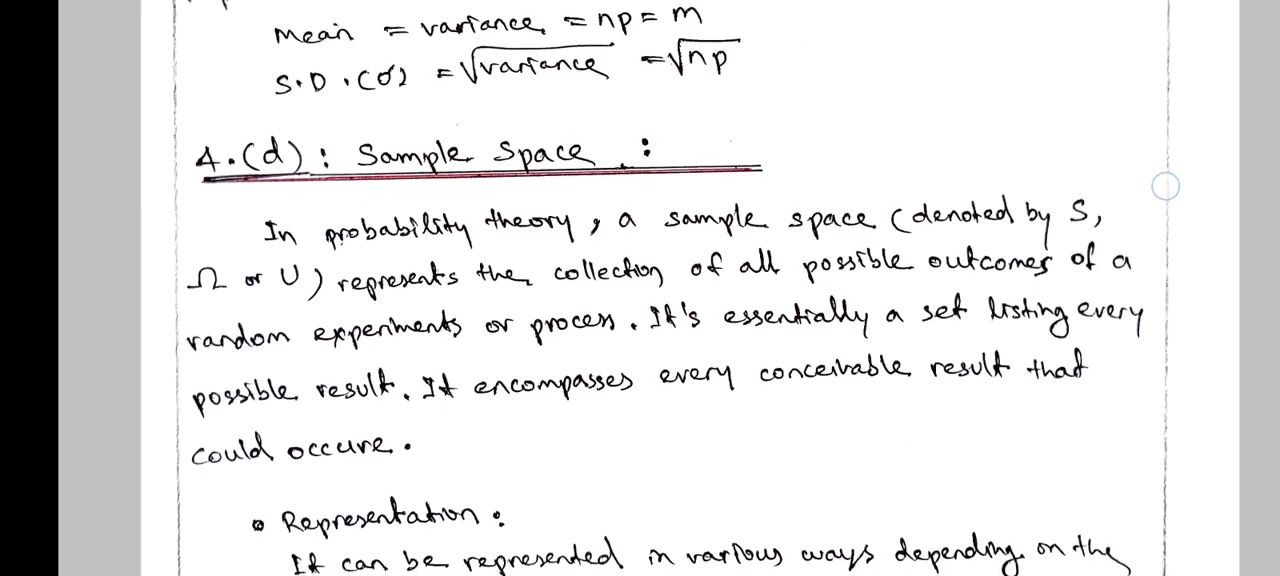 Mean = variance = np = m
S.D.(σ) = √variance = √np
4.(d): Sample Space :
In probability theory, a sample space (denoted by S,
Ω or U) represents the collection of all possible outcomes of a
random experiments or process. It's essentially a set listing every
possible result. It encompasses every conceivable result that
could occure.
• Representation:
It can be represented in various ways depending on the